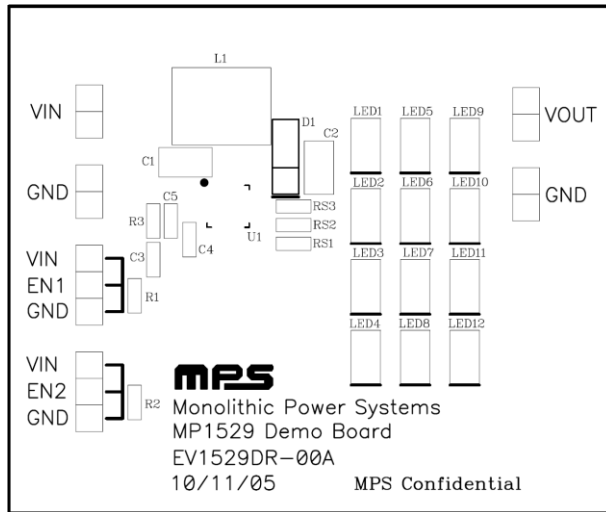 L1
LED1 LED5 LED9
VIN
D1
VOUT
C2
C1
GND
LED2 LED6 LED10
GND
C5
R3
RS3
RS2
U1
RS1
C4
C3
LED3 LED7 LED11
VIN
EN1
GND
R1
LED4 LED8 LED12
VIN
EN2
GND
R2
MPS
Monolithic Power Systems
MP1529 Demo Board
EV1529DR-00A
10/11/05 MPS Confidential